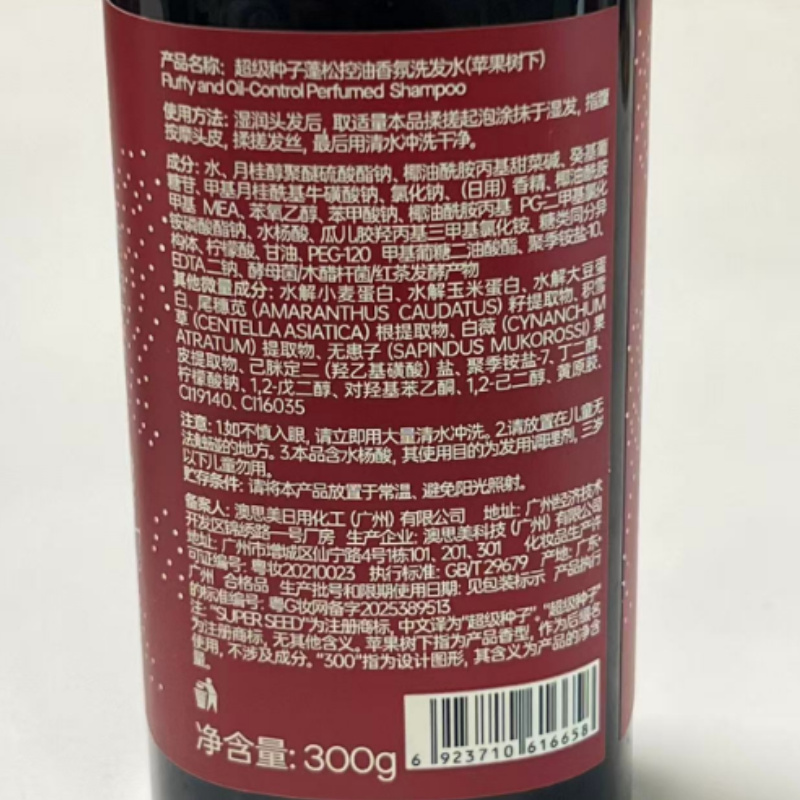 产品名称：超级种子蓬松控油香氛洗发水(苹果树下)
Fluffy and Oil-Control Perfumed Shampoo
使用方法：湿润头发后，取适量本品揉搓起泡涂抹于湿发，指腹
按摩头皮，揉搓发丝，最后用清水冲洗干净。
成分：水、月桂醇聚醚硫酸酯钠、椰油酰胺丙基甜菜碱、癸基葡
糖苷、甲基月桂酰基牛磺酸钠、氯化钠、（日用）香精、椰油酰胺
甲基 MEA、苯氧乙醇、苯甲酸钠、椰油酰胺丙基 PG-二甲基氯化
铵磷酸酯钠、水杨酸、瓜儿胶羟丙基三甲基氯化铵、糖类同分异
构体、柠檬酸、甘油、PEG-120 甲基葡糖二油酸酯、聚季铵盐-10、
EDTA二钠、酵母菌/木醋杆菌/红茶发酵产物
其他微量成分：水解小麦蛋白、水解玉米蛋白、水解大豆蛋
白、尾穗苋 (AMARANTHUS CAUDATUS) 籽提取物、积雪
草 (CENTELLA ASIATICA) 根提取物、白薇 (CYNANCHUM
ATRATUM) 提取物、无患子 (SAPINDUS MUKOROSSI) 果
皮提取物、己脒定二 (羟乙基磺酸) 盐、聚季铵盐-7、丁二醇、
柠檬酸钠、1,2-戊二醇、对羟基苯乙酮、1,2-己二醇、黄原胶、
CI19140、CI16035
注意：1.如不慎入眼，请立即用大量清水冲洗。2.请放置在儿童无
法触碰的地方。3.本品含水杨酸，其使用目的为发用调理剂，三岁
以下儿童勿用。
贮存条件：请将本产品放置于常温、避免阳光照射。
备案人：澳思美日用化工（广州）有限公司 地址：广州经济技术
开发区锦绣路一号厂房 生产企业：澳思美科技（广州）有限公司
地址：广州市增城区仙宁路4号1栋101，201，301 化妆品生产许
可证编号：粤妆20210023 执行标准：GB/T 29679 产地：广东·
广州 合格品 生产批号和限期使用日期：见包装标示 产品执行
的标准编号：粤G妆网备字2025389513
注："SUPER SEED"为注册商标，中文译为"超级种子"。"超级种子"
为注册商标，无其他含义。苹果树下指为产品香型，作为后缀名
使用，不涉及成分。"300"指为设计图形，其含义为产品的净含
量。
净含量：300g
6 923710 616658